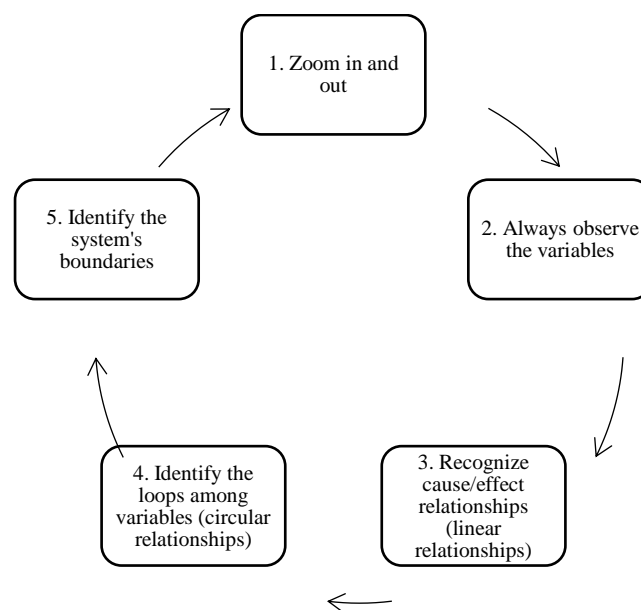 1. Zoom in and
out
2. Always observe
the variables
3. Recognize
cause/effect
relationships
(linear
relationships)
4. Identify the
loops among
variables (circular
relationships)
5. Identify the
system's
boundaries